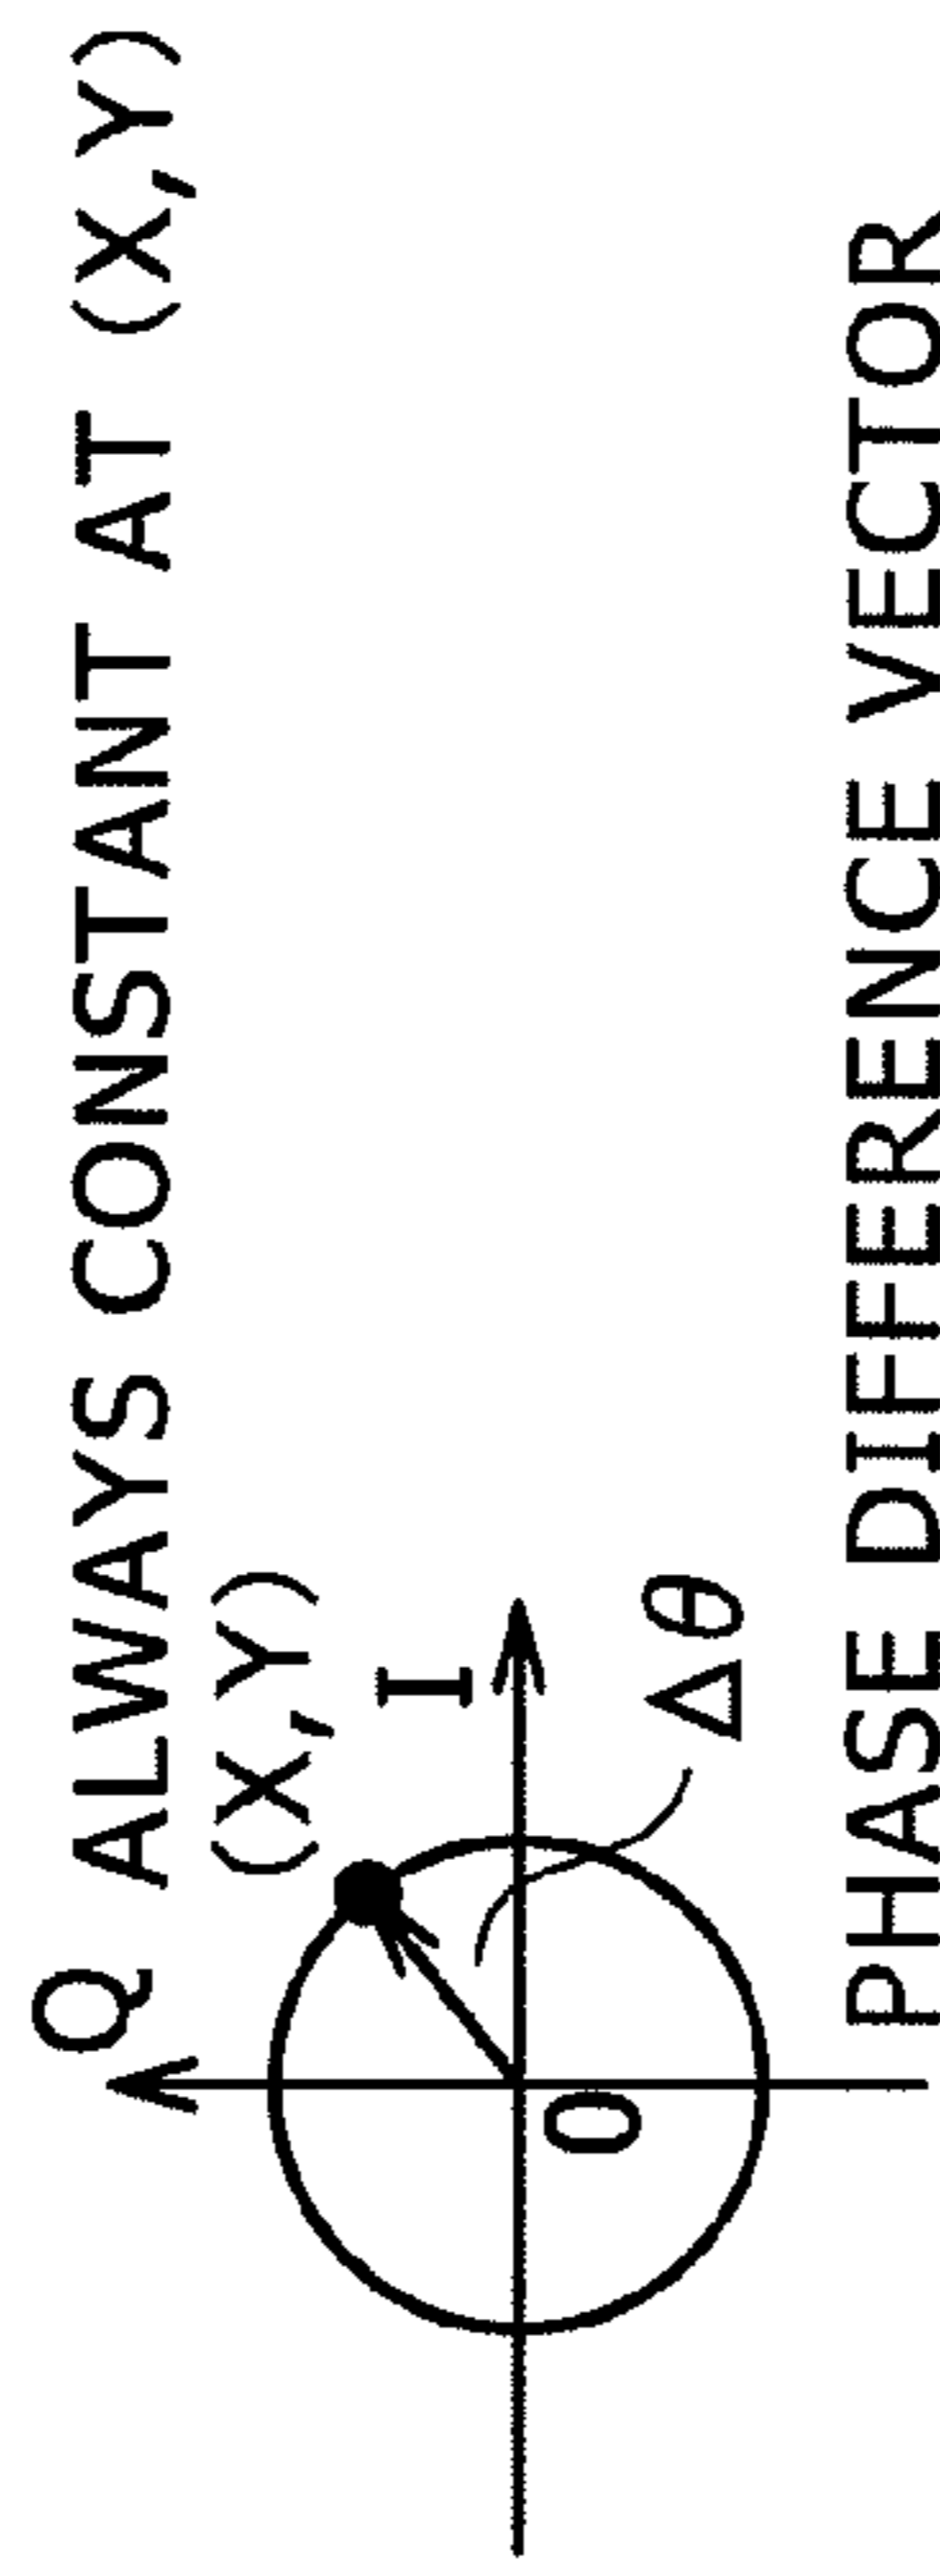 Q ALWAYS CONSTANT AT (X,Y)
(X,Y)
I
0
Δθ
PHASE DIFFERENCE VECTOR